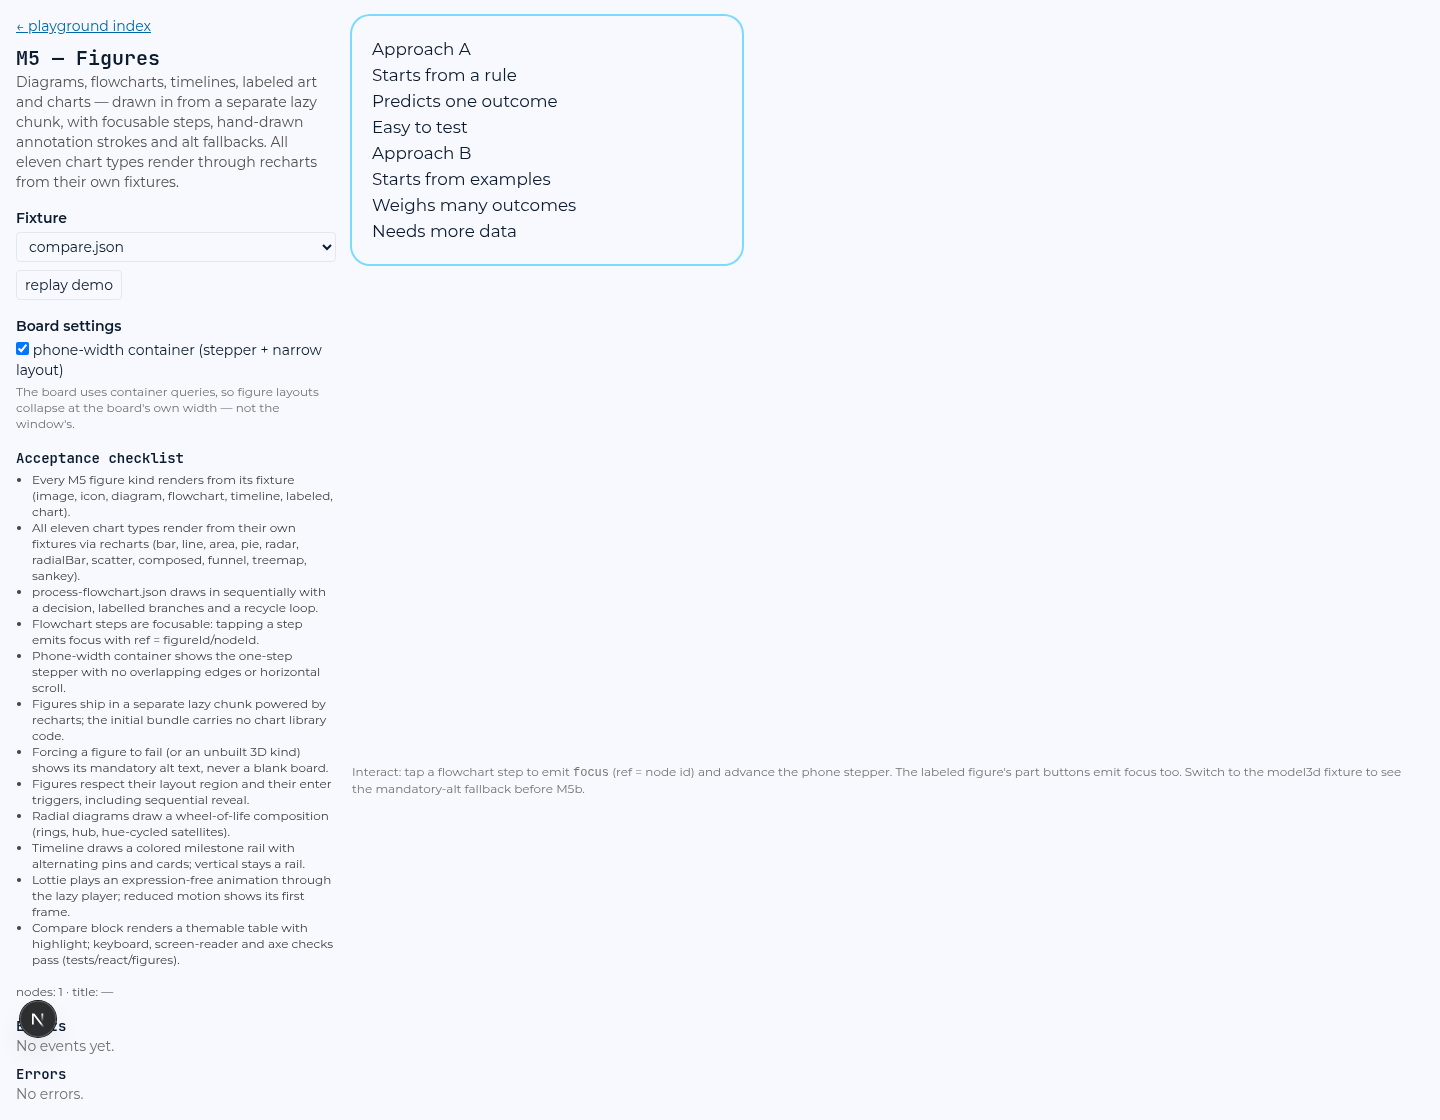 ← playground index
M5 — Figures
Diagrams, flowcharts, timelines, labeled art
and charts — drawn in from a separate lazy
chunk, with focusable steps, hand-drawn
annotation strokes and alt fallbacks. All
eleven chart types render through recharts
from their own fixtures.
Fixture
compare.json
replay demo
Board settings
phone-width container (stepper + narrow
layout)
The board uses container queries, so figure layouts
collapse at the board's own width — not the
window's.
Acceptance checklist
• Every M5 figure kind renders from its fixture
(image, icon, diagram, flowchart, timeline, labeled,
chart).
• All eleven chart types render from their own
fixtures via recharts (bar, line, area, pie, radar,
radialBar, scatter, composed, funnel, treemap,
sankey).
• process-flowchart.json draws in sequentially with
a decision, labelled branches and a recycle loop.
• Flowchart steps are focusable: tapping a step
emits focus with ref = figureId/nodeId.
• Phone-width container shows the one-step
stepper with no overlapping edges or horizontal
scroll.
• Figures ship in a separate lazy chunk powered by
recharts; the initial bundle carries no chart library
code.
• Forcing a figure to fail (or an unbuilt 3D kind)
shows its mandatory alt text, never a blank board.
• Figures respect their layout region and their enter
triggers, including sequential reveal.
• Radial diagrams draw a wheel-of-life composition
(rings, hub, hue-cycled satellites).
• Timeline draws a colored milestone rail with
alternating pins and cards; vertical stays a rail.
• Lottie plays an expression-free animation through
the lazy player; reduced motion shows its first
frame.
• Compare block renders a themable table with
highlight; keyboard, screen-reader and axe checks
pass (tests/react/figures).
nodes: 1 · title: —
N
No events yet.
Errors
No errors.
Approach A
Starts from a rule
Predicts one outcome
Easy to test
Approach B
Starts from examples
Weighs many outcomes
Needs more data
Interact: tap a flowchart step to emit focus (ref = node id) and advance the phone stepper. The labeled figure's part buttons emit focus too. Switch to the model3d fixture to see
the mandatory-alt fallback before M5b.